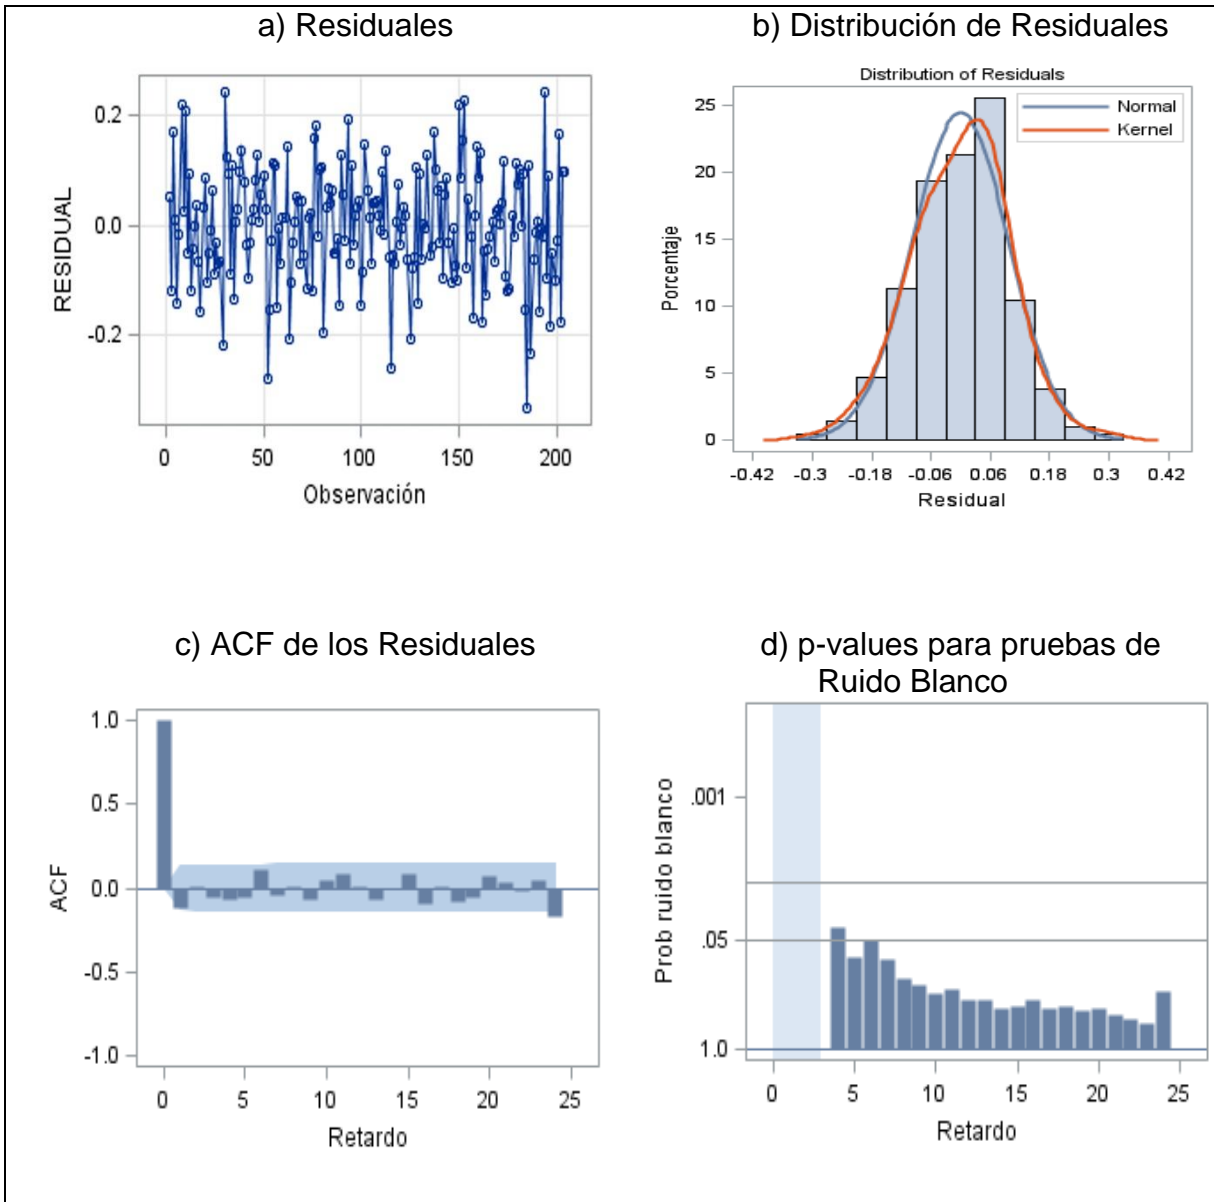 a) Residuales
0.2
0.0
-0.2
RESIDUAL
0 50 100 150 200
Observación
b) Distribución de Residuales
Distribution of Residuals
Normal
Kernel
25
20
15
10
5
0
Porcentaje
-0.42 -0.3 -0.18 -0.06 0.06 0.18 0.3 0.42
Residual
c) ACF de los Residuales
1.0
0.5
0.0
-0.5
-1.0
ACF
0 5 10 15 20 25
Retardo
d) p-values para pruebas de
Ruido Blanco
.001
.05
1.0
Prob ruido blanco
0 5 10 15 20 25
Retardo